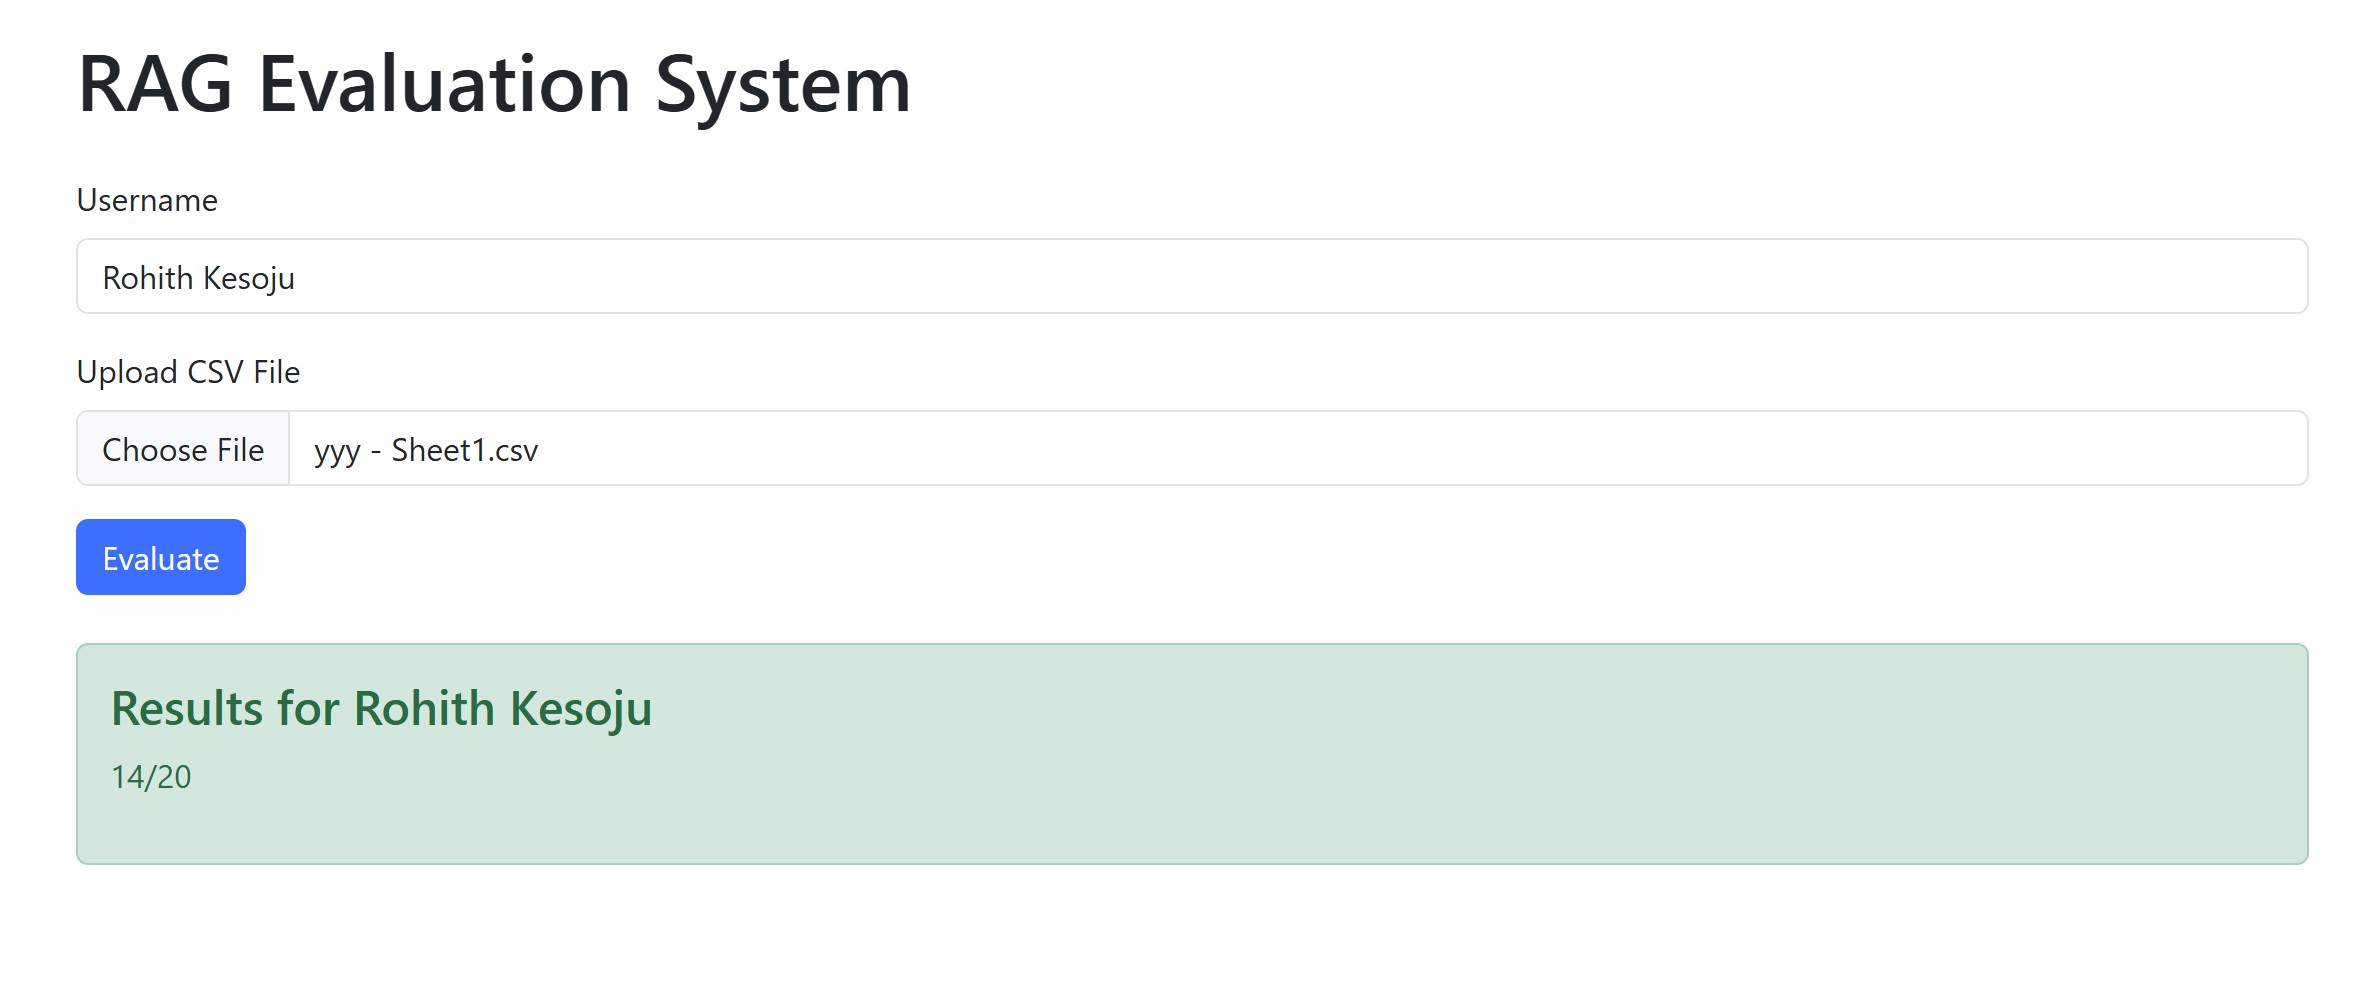 RAG Evaluation System
Username
Rohith Kesoju
Upload CSV File
Choose File yyy - Sheet1.csv
Evaluate
Results for Rohith Kesoju
14/20